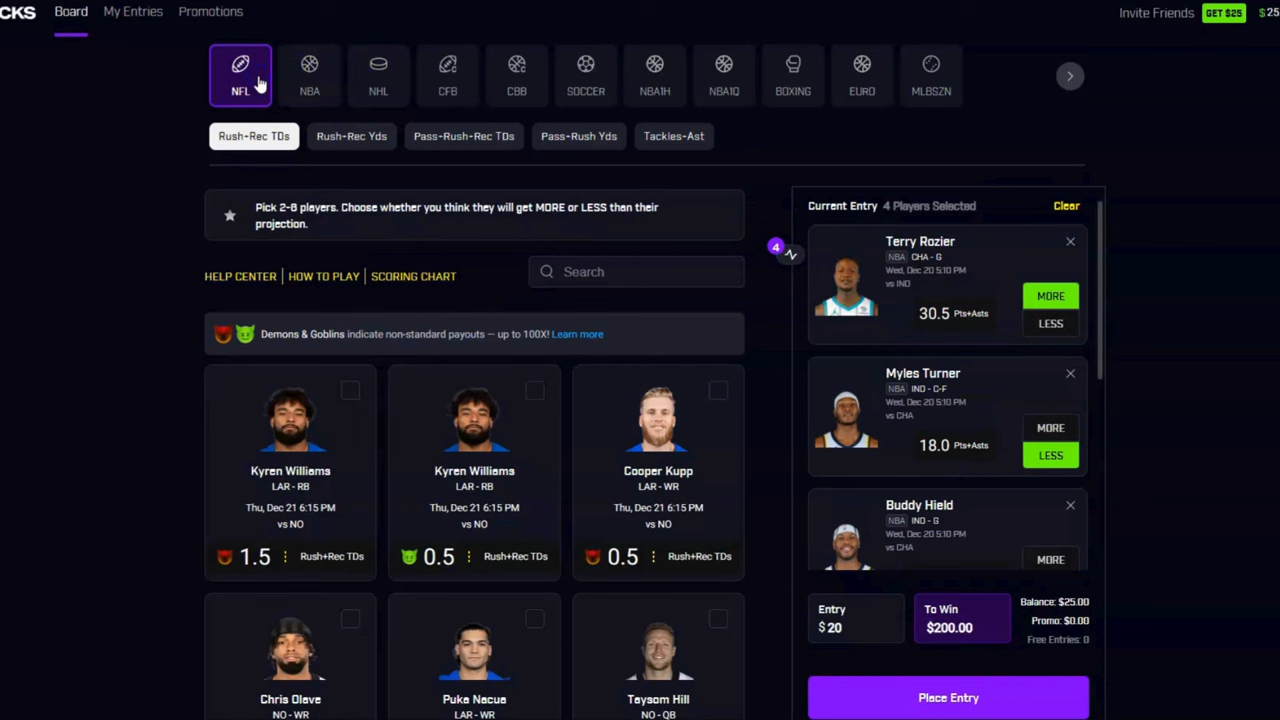 CKS
Board
My Entries
Promotions
Invite Friends
GET $25
$25
NFL
NBA
NHL
CFB
CBB
SOCCER
NBA1H
NBA1Q
BOXING
EURO
MLBSZN
Rush-Rec TDs
Rush-Rec Yds
Pass-Rush-Rec TDs
Pass-Rush Yds
Tackles-Ast
Pick 2-6 players. Choose whether you think they will get MORE or LESS than their
projection.
HELP CENTER
HOW TO PLAY
SCORING CHART
Search
Demons & Goblins indicate non-standard payouts — up to 100X! Learn more
Kyren Williams
LAR - RB
Thu, Dec 21 6:15 PM
vs NO
1.5
Rush+Rec TDs
Kyren Williams
LAR - RB
Thu, Dec 21 6:15 PM
vs NO
0.5
Rush+Rec TDs
Cooper Kupp
LAR - WR
Thu, Dec 21 6:15 PM
vs NO
0.5
Rush+Rec TDs
Chris Olave
NO - WR
Puka Nacua
LAR - WR
Taysom Hill
NO - QB
Current Entry 4 Players Selected
Clear
4
Terry Rozier
NBA CHA - G
Wed, Dec 20 5:10 PM
vs IND
30.5 Pts+Asts
MORE
LESS
Myles Turner
NBA IND - C-F
Wed, Dec 20 5:10 PM
vs CHA
18.0 Pts+Asts
MORE
LESS
Buddy Hield
NBA IND - G
Wed, Dec 20 5:10 PM
vs CHA
MORE
Entry
$ 20
To Win
$200.00
Balance: $25.00
Promo: $0.00
Free Entries: 0
Place Entry